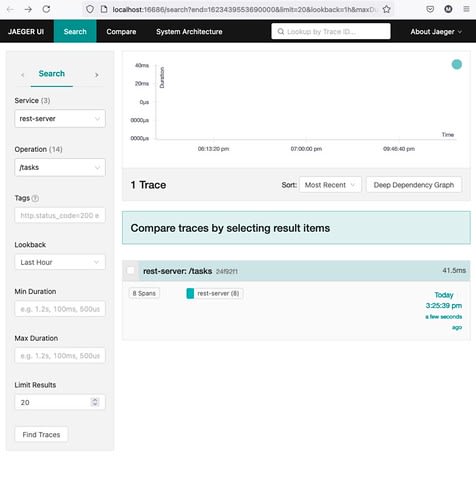 localhost:16686/search?end=1623439553690000&limit=20&lookback=1h&maxDu
JAEGER UI Search Compare System Architecture Lookup by Trace ID... About Jaeger
Search
Service (3)
rest-server
Operation (14)
/tasks
Tags
http.status_code=200 e
Lookback
Last Hour
Min Duration
e.g. 1.2s, 100ms, 500us
Max Duration
e.g. 1.2s, 100ms, 500us
Limit Results
20
Find Traces
Duration
40ms
20ms
0μs
0000μs
0000μs
Time
06:13:20 pm 07:00:00 pm 09:46:40 pm
1 Trace Sort: Most Recent Deep Dependency Graph
Compare traces by selecting result items
rest-server: /tasks 24f92f1 41.5ms
8 Spans rest-server (8) Today
3:25:39 pm
a few seconds
ago